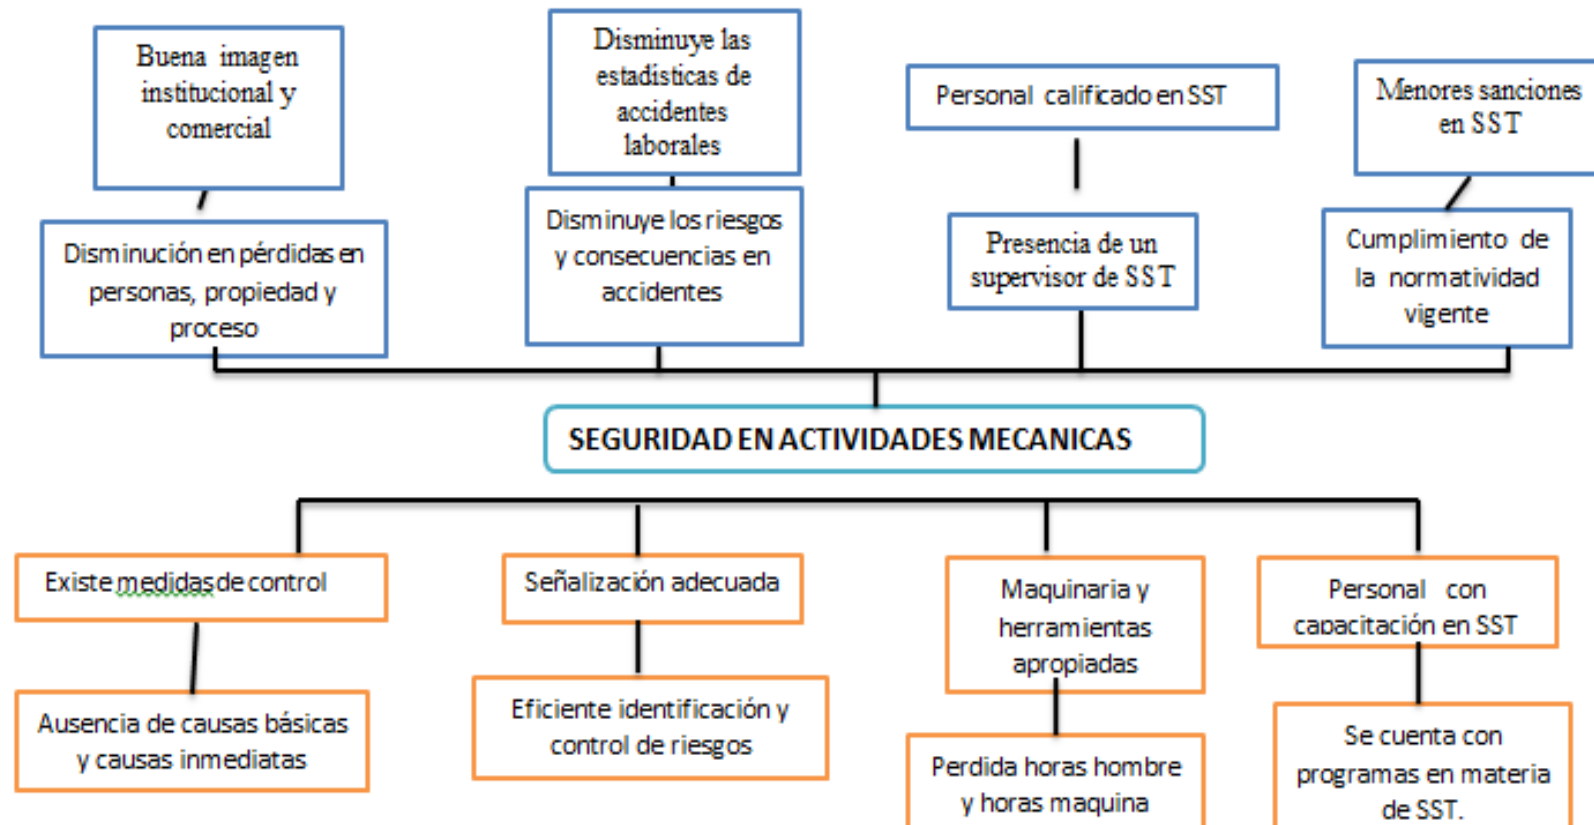 Buena imagen
institucional y
comercial
Disminuye las
estadísticas de
accidentes
laborales
Personal calificado en SST
Menores sanciones
en SST
Disminución en pérdidas en
personas, propiedad y
proceso
Disminuye los riesgos
y consecuencias en
accidentes
Presencia de un
supervisor de SST
Cumplimiento de
la normatividad
vigente
SEGURIDAD EN ACTIVIDADES MECANICAS
Existe medidas de control
Señalización adecuada
Maquinaria y
herramientas
apropiadas
Personal con
capacitación en SST
Ausencia de causas básicas
y causas inmediatas
Eficiente identificación y
control de riesgos
Perdida horas hombre
y horas maquina
Se cuenta con
programas en materia
de SST.